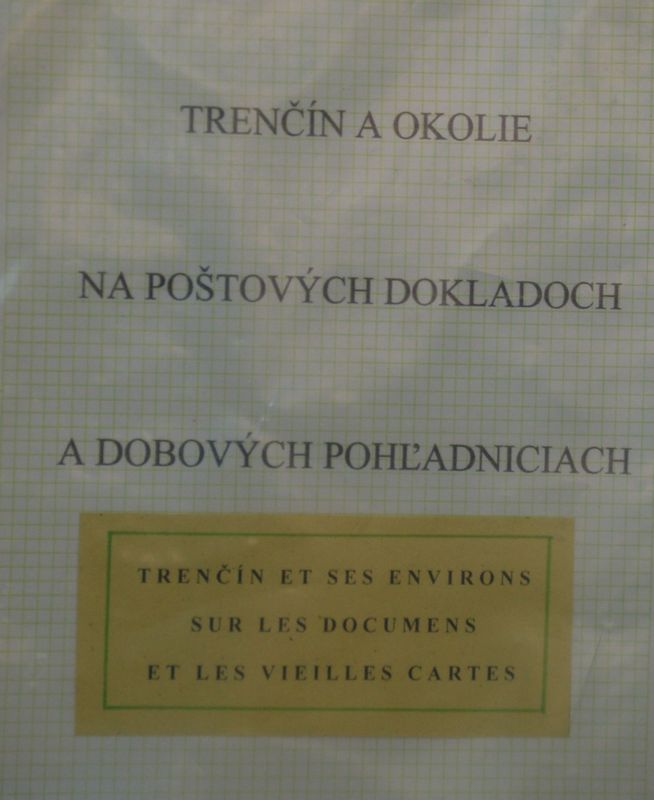 TRENČÍN A OKOLIE
NA POŠTOVÝCH DOKLADOCH
A DOBOVÝCH POHĽADNICIACH
TRENČÍN ET SES ENVIRONS
SUR LES DOCUMENS
ET LES VIEILLES CARTES